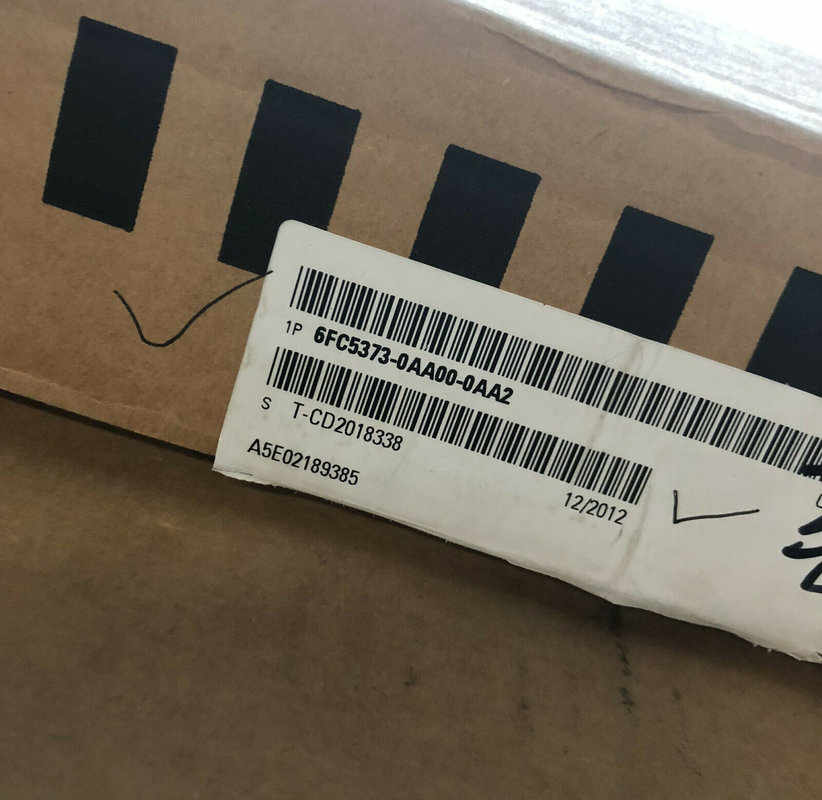 1P 6FC5373-0AA00-0AA2
S T-CD2018338
A5E02189385
12/2012